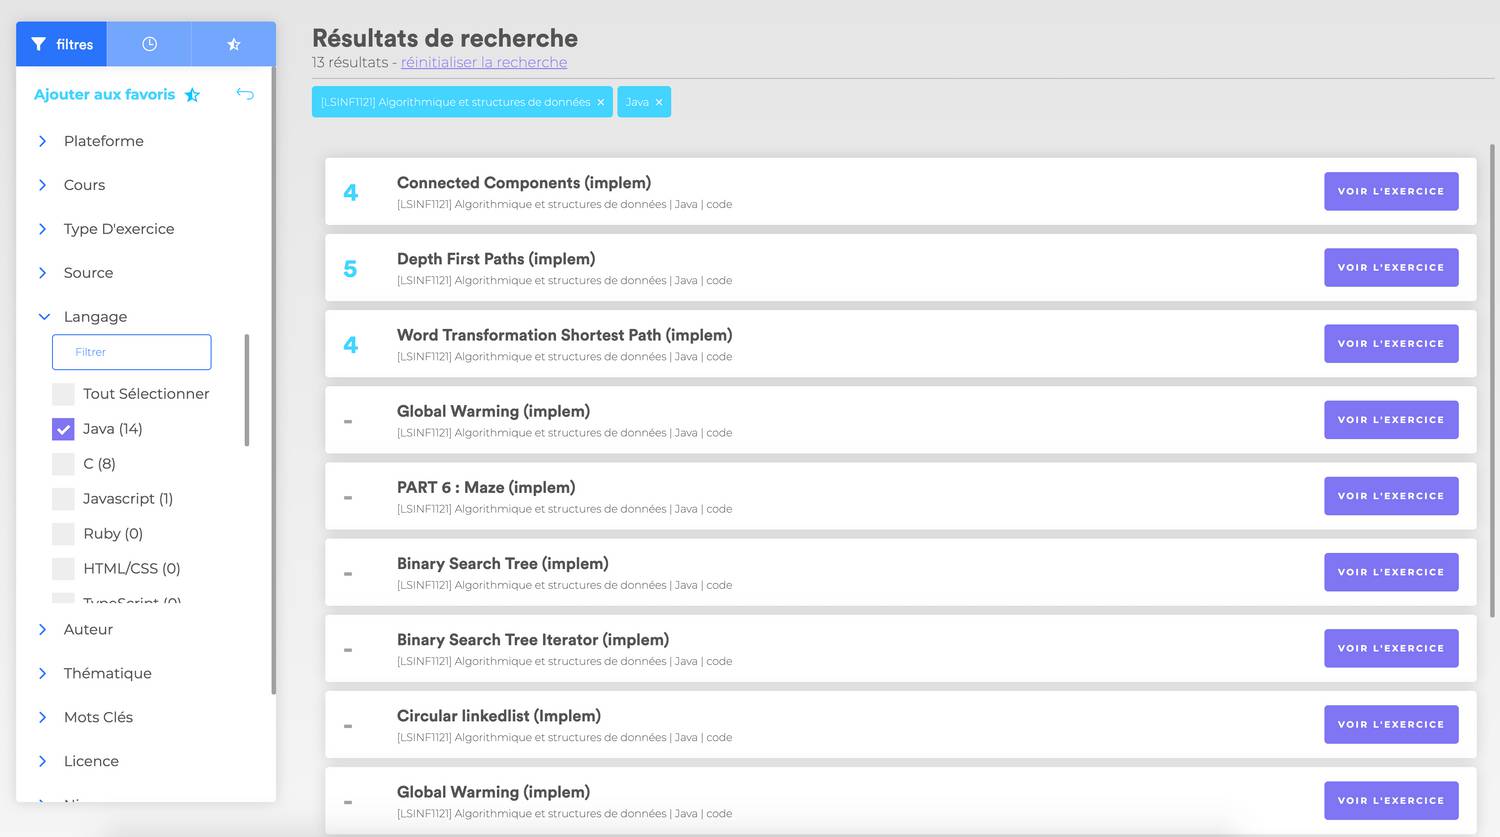 filtres
Ajouter aux favoris
Plateforme
Cours
Type D'exercice
Source
Langage
Filtrer
Tout Sélectionner
Java (14)
C (8)
Javascript (1)
Ruby (0)
HTML/CSS (0)
TypeScript (0)
Auteur
Thématique
Mots Clés
Licence
Résultats de recherche
13 résultats - réinitialiser la recherche
[LSINF1121] Algorithmique et structures de données × Java ×
4 Connected Components (implem)
[LSINF1121] Algorithmique et structures de données | Java | code
VOIR L'EXERCICE
5 Depth First Paths (implem)
[LSINF1121] Algorithmique et structures de données | Java | code
VOIR L'EXERCICE
4 Word Transformation Shortest Path (implem)
[LSINF1121] Algorithmique et structures de données | Java | code
VOIR L'EXERCICE
- Global Warming (implem)
[LSINF1121] Algorithmique et structures de données | Java | code
VOIR L'EXERCICE
- PART 6 : Maze (implem)
[LSINF1121] Algorithmique et structures de données | Java | code
VOIR L'EXERCICE
- Binary Search Tree (implem)
[LSINF1121] Algorithmique et structures de données | Java | code
VOIR L'EXERCICE
- Binary Search Tree Iterator (implem)
[LSINF1121] Algorithmique et structures de données | Java | code
VOIR L'EXERCICE
- Circular linkedlist (Implem)
[LSINF1121] Algorithmique et structures de données | Java | code
VOIR L'EXERCICE
- Global Warming (implem)
[LSINF1121] Algorithmique et structures de données | Java | code
VOIR L'EXERCICE